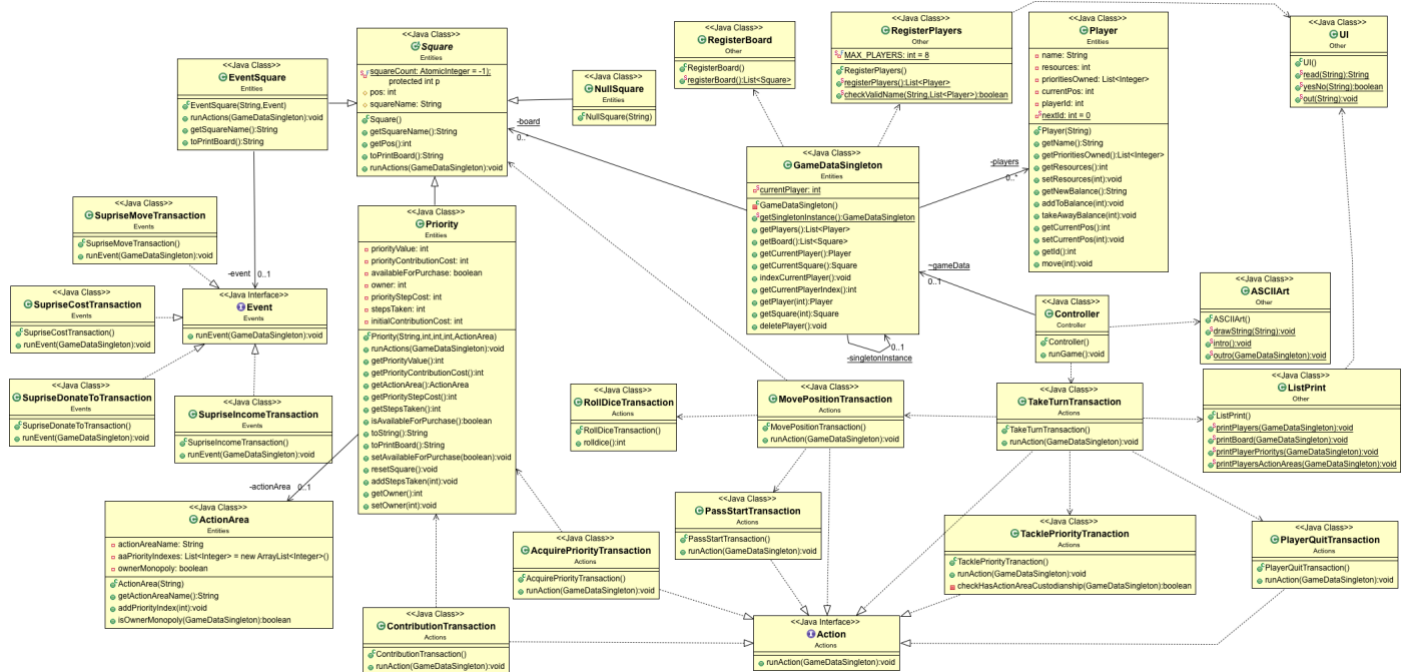 <<Java Class>>
EventSquare
Entities
EventSquare(String,Event)
runActions(GameDataSingleton):void
getSquareName():String
toPrintBoard():String
<<Java Class>>
Square
Entities
squareCount: AtomicInteger = -1);
protected int p
pos: int
squareName: String
Square()
getSquareName():String
getPos():int
toPrintBoard():String
runActions(GameDataSingleton):void
<<Java Class>>
NullSquare
Entities
NullSquare(String)
<<Java Class>>
RegisterBoard
Other
RegisterBoard()
registerBoard():List<Square>
<<Java Class>>
RegisterPlayers
Other
MAX_PLAYERS: int = 8
RegisterPlayers()
registerPlayers():List<Player>
checkValidName(String,List<Player>):boolean
<<Java Class>>
Player
Entities
name: String
resources: int
prioritiesOwned: List<Integer>
currentPos: int
playerId: int
nextId: int = 0
Player(String)
getName():String
getPrioritiesOwned():List<Integer>
getResources():int
setResources(int):void
getNewBalance():String
addToBalance(int):void
takeAwayBalance(int):void
getCurrentPos():int
setCurrentPos(int):void
getId():int
move(int):void
<<Java Class>>
UI
Other
UI()
read(String):String
yesNo(String):boolean
out(String):void
-board
0..*
-players
0..*
<<Java Class>>
GameDataSingleton
Entities
currentPlayer: int
GameDataSingleton()
getSingletonInstance():GameDataSingleton
getPlayers():List<Player>
getBoard():List<Square>
getCurrentPlayer():Player
getCurrentSquare():Square
indexCurrentPlayer():void
getCurrentPlayerIndex():int
getPlayer(int):Player
getSquare(int):Square
deletePlayer():void
~gameData
0..1
0..1
-singletonInstance
<<Java Class>>
SupriseMoveTransaction
Events
SupriseMoveTransaction()
runEvent(GameDataSingleton):void
-event
0..1
<<Java Interface>>
Event
Events
runEvent(GameDataSingleton):void
<<Java Class>>
SupriseCostTransaction
Events
SupriseCostTransaction()
runEvent(GameDataSingleton):void
<<Java Class>>
SupriseDonateToTransaction
Events
SupriseDonateToTransaction()
runEvent(GameDataSingleton):void
<<Java Class>>
SupriseIncomeTransaction
Events
SupriseIncomeTransaction()
runEvent(GameDataSingleton):void
<<Java Class>>
Priority
Entities
priorityValue: int
priorityContributionCost: int
availableForPurchase: boolean
owner: int
priorityStepCost: int
stepsTaken: int
initialContributionCost: int
Priority(String,int,int,int,ActionArea)
runActions(GameDataSingleton):void
getPriorityValue():int
getPriorityContributionCost():int
getActionArea():ActionArea
getPriorityStepCost():int
getStepsTaken():int
isAvailableForPurchase():boolean
toString():String
toPrintBoard():String
setAvailableForPurchase(boolean):void
resetSquare():void
addStepsTaken(int):void
getOwner():int
setOwner(int):void
-actionArea
0..1
<<Java Class>>
ActionArea
Entities
actionAreaName: String
aaPriorityIndexes: List<Integer> = new ArrayList<Integer>()
ownerMonopoly: boolean
ActionArea(String)
getActionAreaName():String
addPriorityIndex(int):void
isOwnerMonopoly(GameDataSingleton):boolean
<<Java Class>>
Controller
Controller
Controller()
runGame():void
<<Java Class>>
ASCIIArt
Other
ASCIIArt()
drawString(String):void
intro():void
outro(GameDataSingleton):void
<<Java Class>>
RollDiceTransaction
Actions
RollDiceTransaction()
rolldice():int
<<Java Class>>
MovePositionTransaction
Actions
MovePositionTransaction()
runAction(GameDataSingleton):void
<<Java Class>>
TakeTurnTransaction
Actions
TakeTurnTransaction()
runAction(GameDataSingleton):void
<<Java Class>>
ListPrint
Other
ListPrint()
printPlayers(GameDataSingleton):void
printBoard(GameDataSingleton):void
printPlayerPrioritys(GameDataSingleton):void
printPlayersActionAreas(GameDataSingleton):void
<<Java Class>>
PassStartTransaction
Actions
PassStartTransaction()
runAction(GameDataSingleton):void
<<Java Class>>
AcquirePriorityTransaction
Actions
AcquirePriorityTransaction()
runAction(GameDataSingleton):void
<<Java Class>>
TacklePriorityTranaction
Actions
TacklePriorityTranaction()
runAction(GameDataSingleton):void
checkHasActionAreaCustodianship(GameDataSingleton):boolean
<<Java Class>>
PlayerQuitTransaction
Actions
PlayerQuitTransaction()
runAction(GameDataSingleton):void
<<Java Class>>
ContributionTransaction
Actions
ContributionTransaction()
runAction(GameDataSingleton):void
<<Java Interface>>
Action
Actions
runAction(GameDataSingleton):void